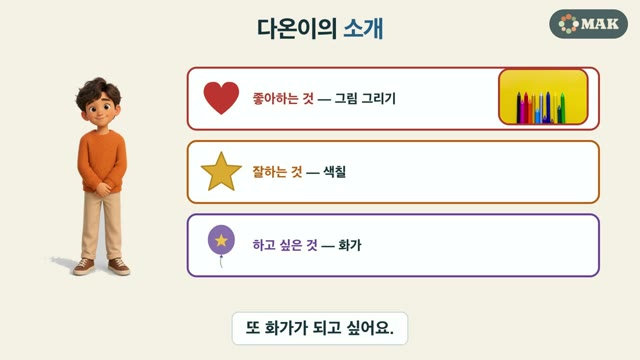 다온이의 소개
MAK
좋아하는 것 — 그림 그리기
잘하는 것 — 색칠
하고 싶은 것 — 화가
또 화가가 되고 싶어요.